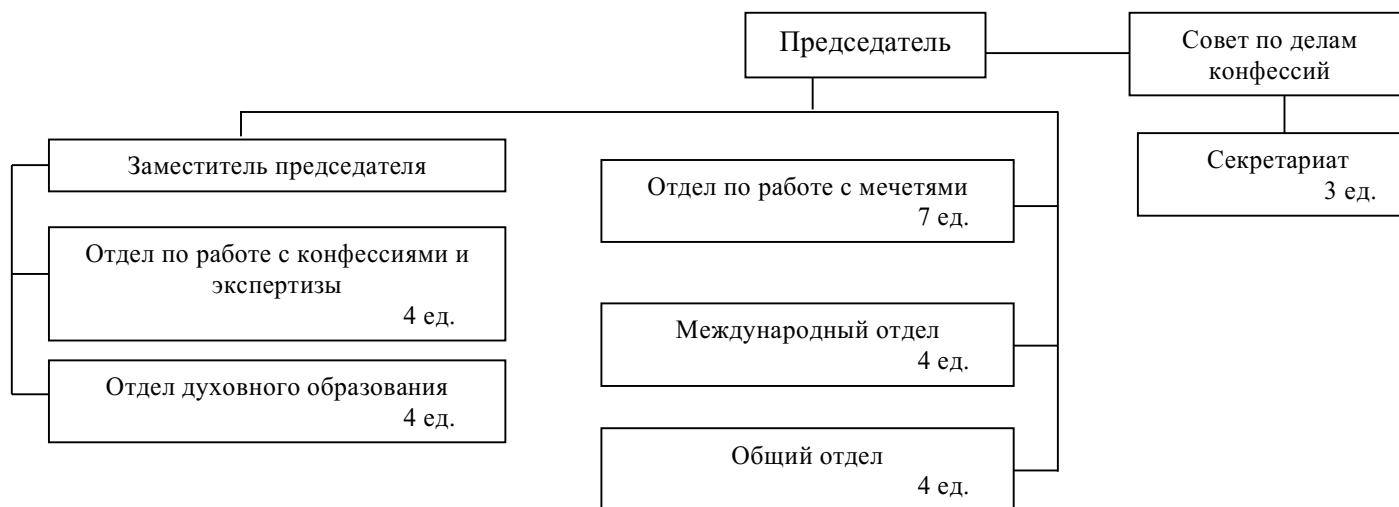 Председатель
Совет по делам
конфессий
Секретариат
3 ед.
Заместитель председателя
Отдел по работе с конфессиями и
экспертизы
4 ед.
Отдел духовного образования
4 ед.
Отдел по работе с мечетями
7 ед.
Международный отдел
4 ед.
Общий отдел
4 ед.